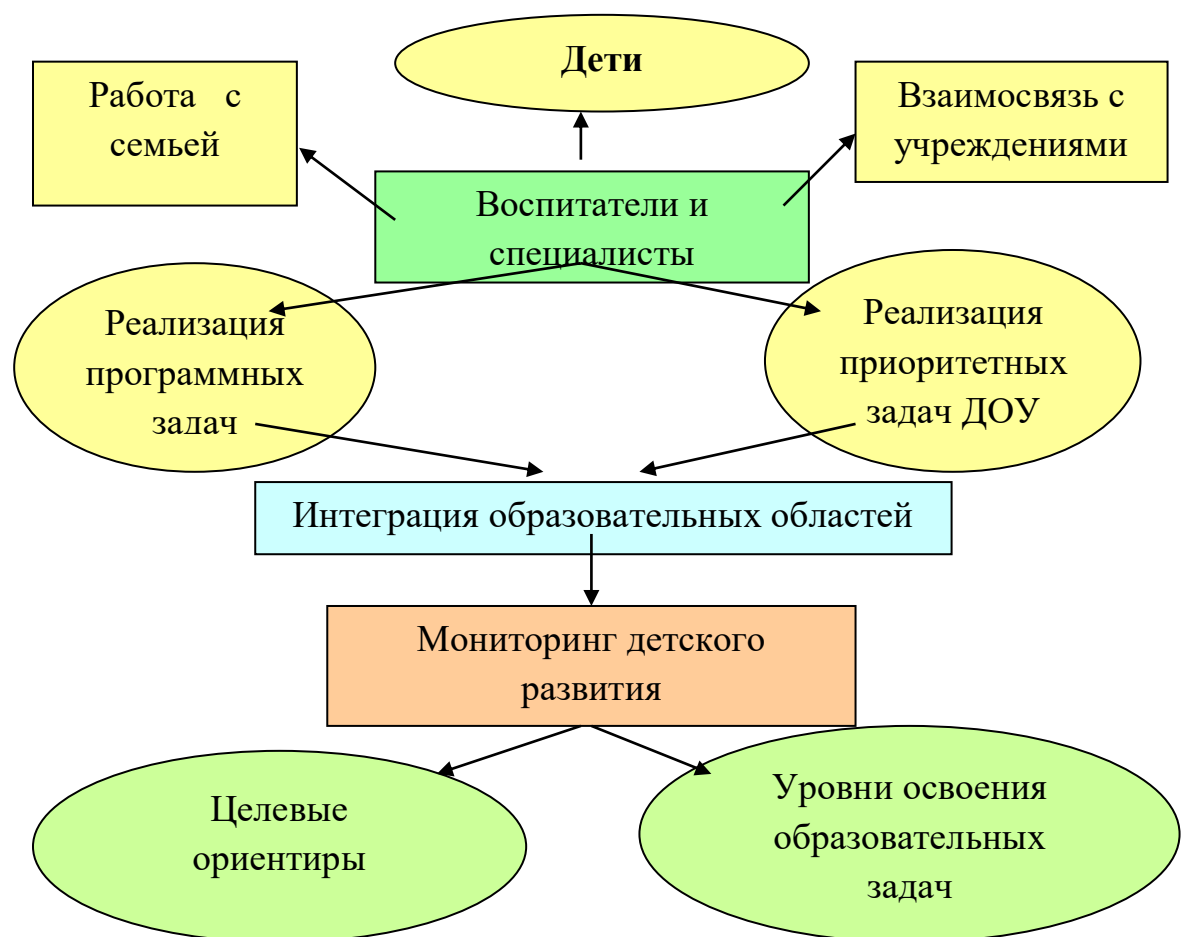 Дети
Работа с
семьей
Взаимосвязь с
учреждениями
Воспитатели и
специалисты
Реализация
программных
задач
Реализация
приоритетных
задач ДОУ
Интеграция образовательных областей
Мониторинг детского
развития
Целевые
ориентиры
Уровни освоения
образовательных
задач